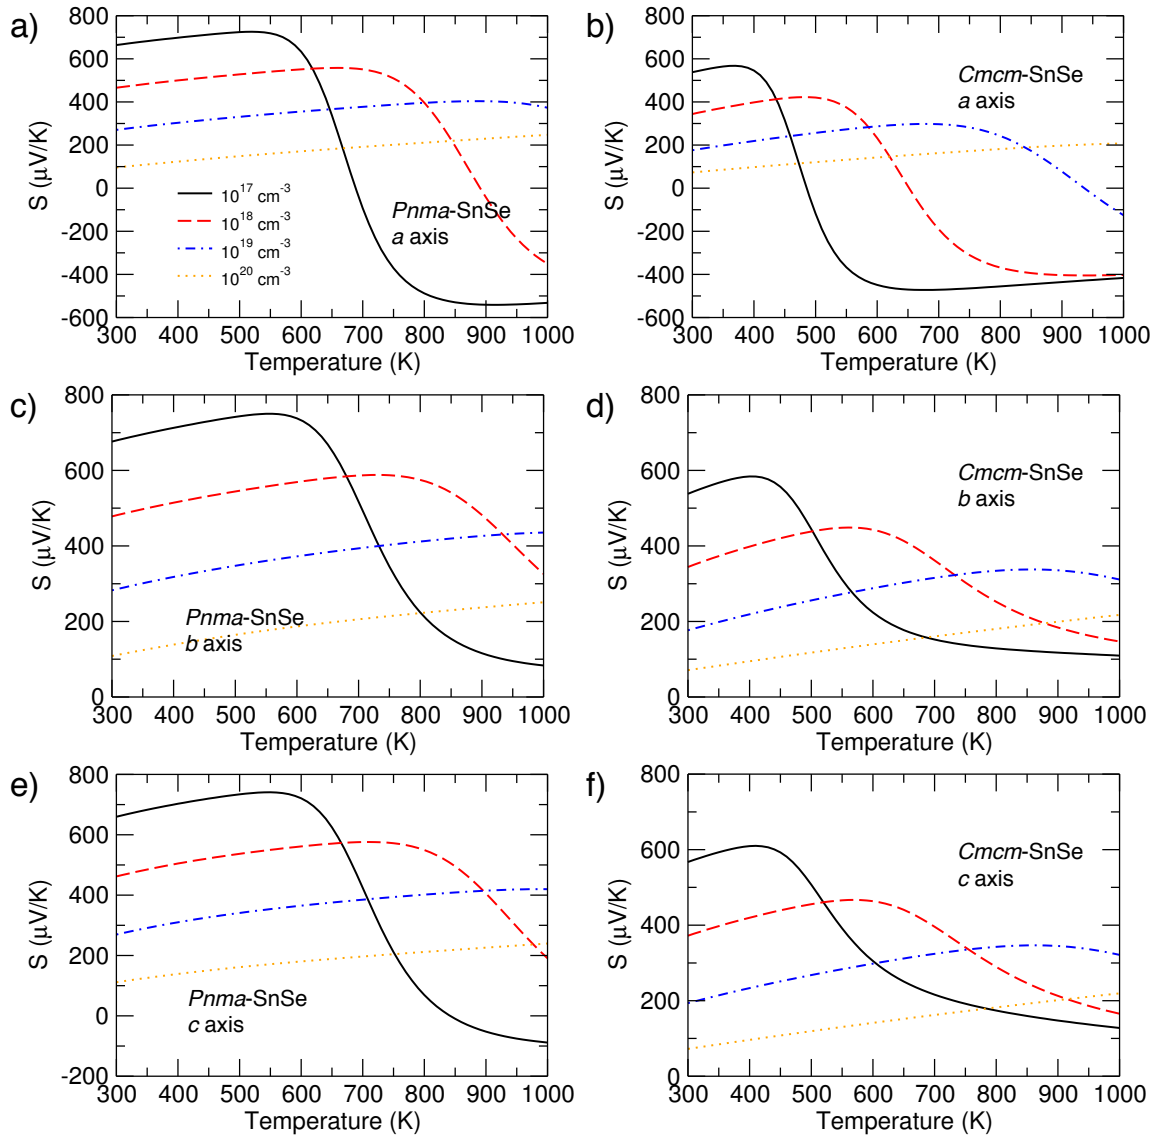 a)
800
600
400
200
0
-200
-400
-600
S (μV/K)
10^17 cm^-3
10^18 cm^-3
10^19 cm^-3
10^20 cm^-3
Pnma-SnSe
a axis
300 400 500 600 700 800 900 1000
Temperature (K)
b)
800
600
400
200
0
-200
-400
-600
S (μV/K)
Cmcm-SnSe
a axis
300 400 500 600 700 800 900 1000
Temperature (K)
c)
800
600
400
200
0
S (μV/K)
Pnma-SnSe
b axis
300 400 500 600 700 800 900 1000
Temperature (K)
d)
800
600
400
200
0
S (μV/K)
Cmcm-SnSe
b axis
300 400 500 600 700 800 900 1000
Temperature (K)
e)
800
600
400
200
0
-200
S (μV/K)
Pnma-SnSe
c axis
300 400 500 600 700 800 900 1000
Temperature (K)
f)
800
600
400
200
0
S (μV/K)
Cmcm-SnSe
c axis
300 400 500 600 700 800 900 1000
Temperature (K)